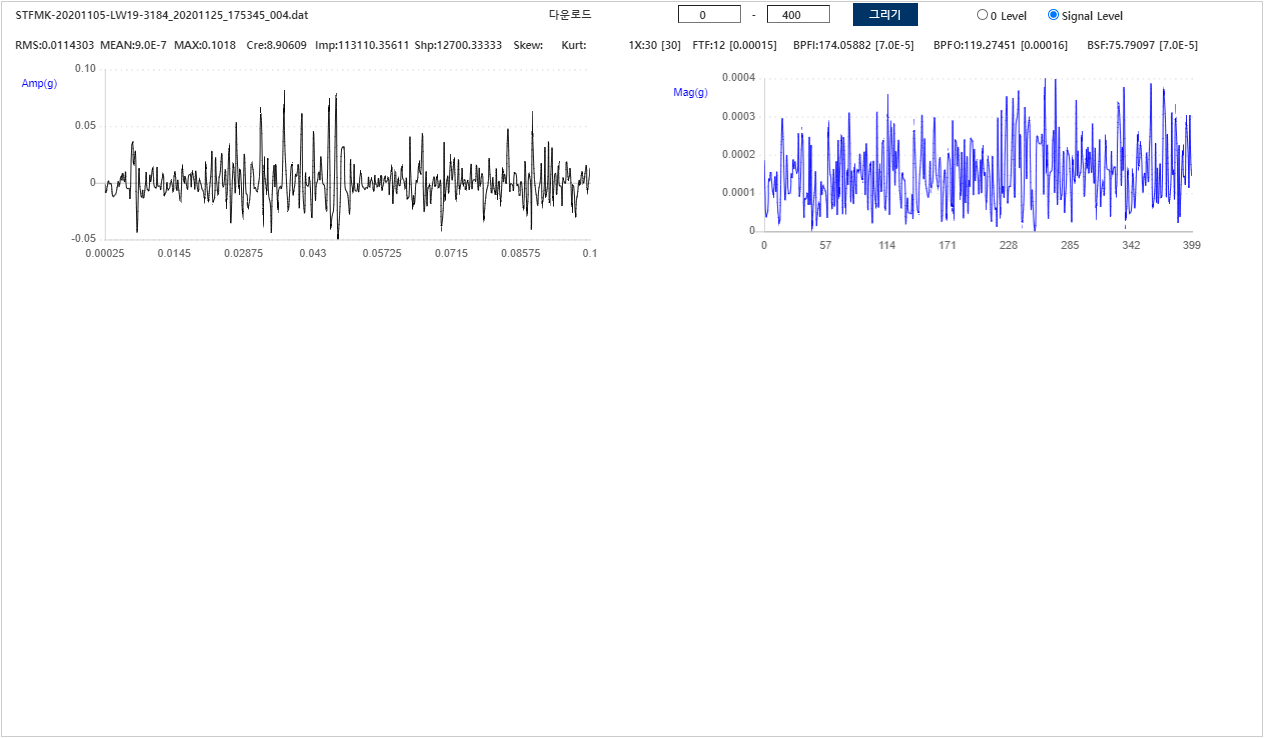 STFMK-20201105-LW19-3184_20201125_175345_004.dat 다운로드 0 - 400 그리기 0 Level Signal Level
RMS:0.0114303 MEAN:9.0E-7 MAX:0.1018 Cre:8.90609 Imp:113110.35611 Shp:12700.33333 Skew: Kurt: 1X:30 [30] FTF:12 [0.00015] BPFI:174.05882 [7.0E-5] BPFO:119.27451 [0.00016] BSF:75.79097 [7.0E-5]
Amp(g)
0.10
0.05
0
-0.05
0.00025 0.0145 0.02875 0.043 0.05725 0.0715 0.08575 0.1
Mag(g)
0.0004
0.0003
0.0002
0.0001
0
0 57 114 171 228 285 342 399